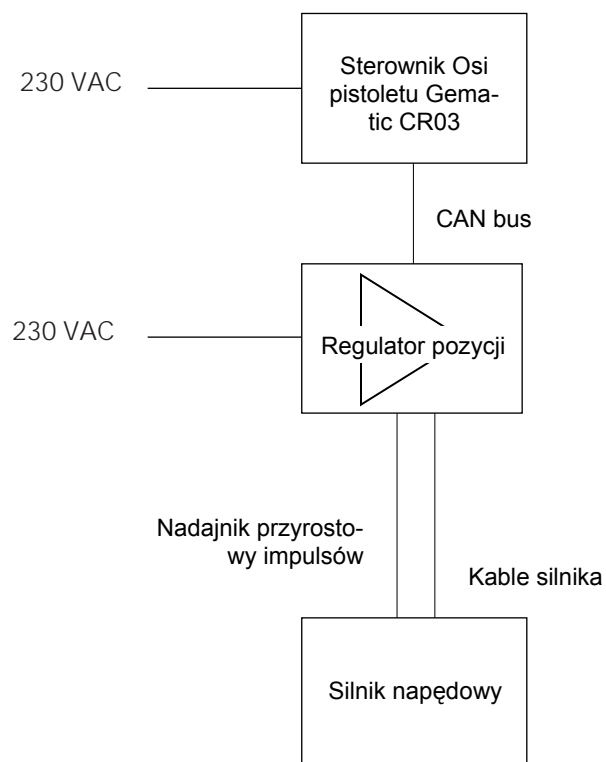 230 VAC
Sterownik Osi
pistoletu Gema-
tic CR03
CAN bus
230 VAC
Regulator pozycji
Nadajnik przyrosto-
wy impulsów
Kable silnika
Silnik napędowy